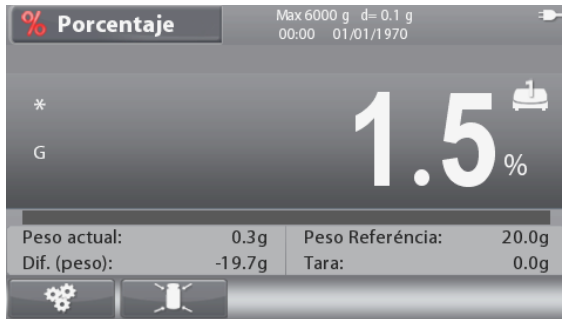 % Porcentaje
Max 6000 g d= 0.1 g
00:00 01/01/1970
*
G
1
1.5 %
Peso actual: 0.3g Peso Referéncia: 20.0g
Dif. (peso): -19.7g Tara: 0.0g